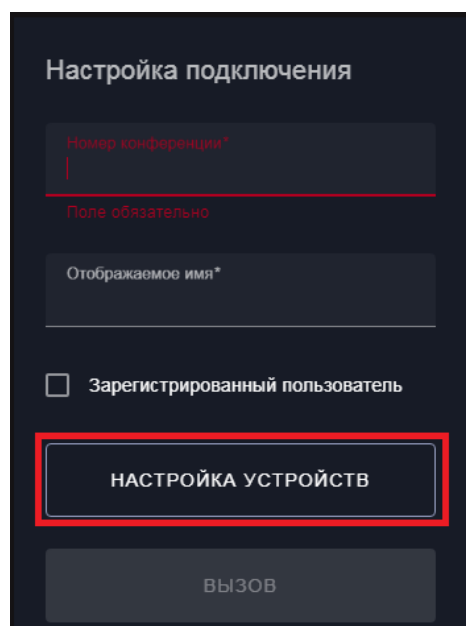 Настройка подключения
Номер конференции*
Поле обязательно
Отображаемое имя*
Зарегистрированный пользователь
НАСТРОЙКА УСТРОЙСТВ
ВЫЗОВ